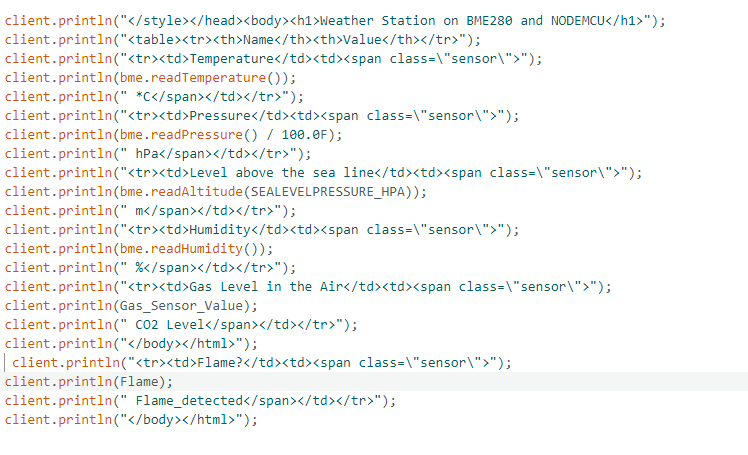 client.println("</style></head><body><h1>Weather Station on BME280 and NODEMCU</h1>");
client.println("<table><tr><th>Name</th><th>Value</th></tr>");
client.println("<tr><td>Temperature</td><td><span class=\"sensor\">");
client.println(bme.readTemperature());
client.println(" *C</span></td></tr>");
client.println("<tr><td>Pressure</td><td><span class=\"sensor\">");
client.println(bme.readPressure() / 100.0F);
client.println(" hPa</span></td></tr>");
client.println("<tr><td>Level above the sea line</td><td><span class=\"sensor\">");
client.println(bme.readAltitude(SEALEVELPRESSURE_HPA));
client.println(" m</span></td></tr>");
client.println("<tr><td>Humidity</td><td><span class=\"sensor\">");
client.println(bme.readHumidity());
client.println(" %</span></td></tr>");
client.println("<tr><td>Gas Level in the Air</td><td><span class=\"sensor\">");
client.println(Gas_Sensor_Value);
client.println(" CO2 Level</span></td></tr>");
client.println("</body></html>");
client.println("<tr><td>Flame?</td><td><span class=\"sensor\">");
client.println(Flame);
client.println(" Flame_detected</span></td></tr>");
client.println("</body></html>");